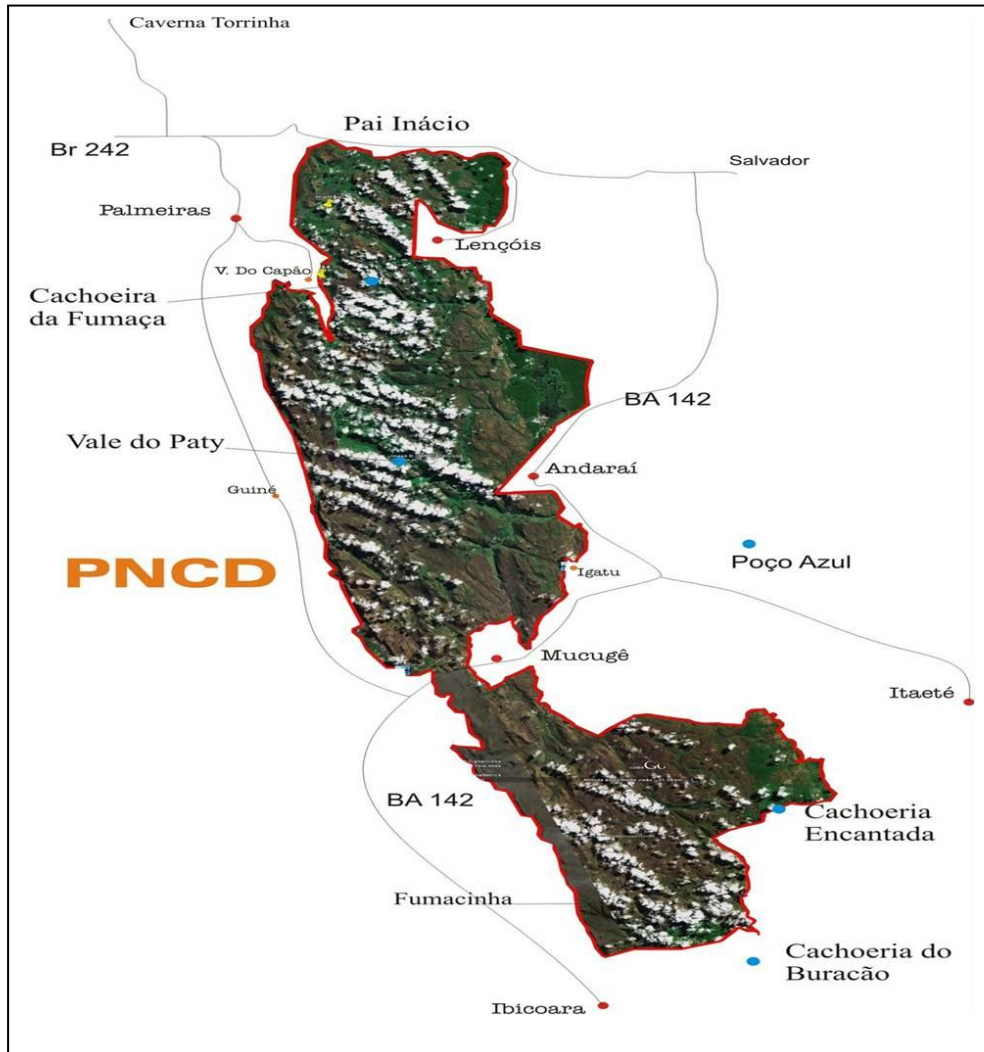 Caverna Torrinha
Pai Inácio
Br 242
Salvador
Palmeiras
Lençóis
V. Do Capão
Cachoeira
da Fumaça
BA 142
Vale do Paty
Andaraí
Guiné
PNCD
Poço Azul
Igatu
Mucugê
Itaeté
BA 142
Cachoeria
Encantada
Fumacinha
Cachoeria do
Buracão
Ibicoara